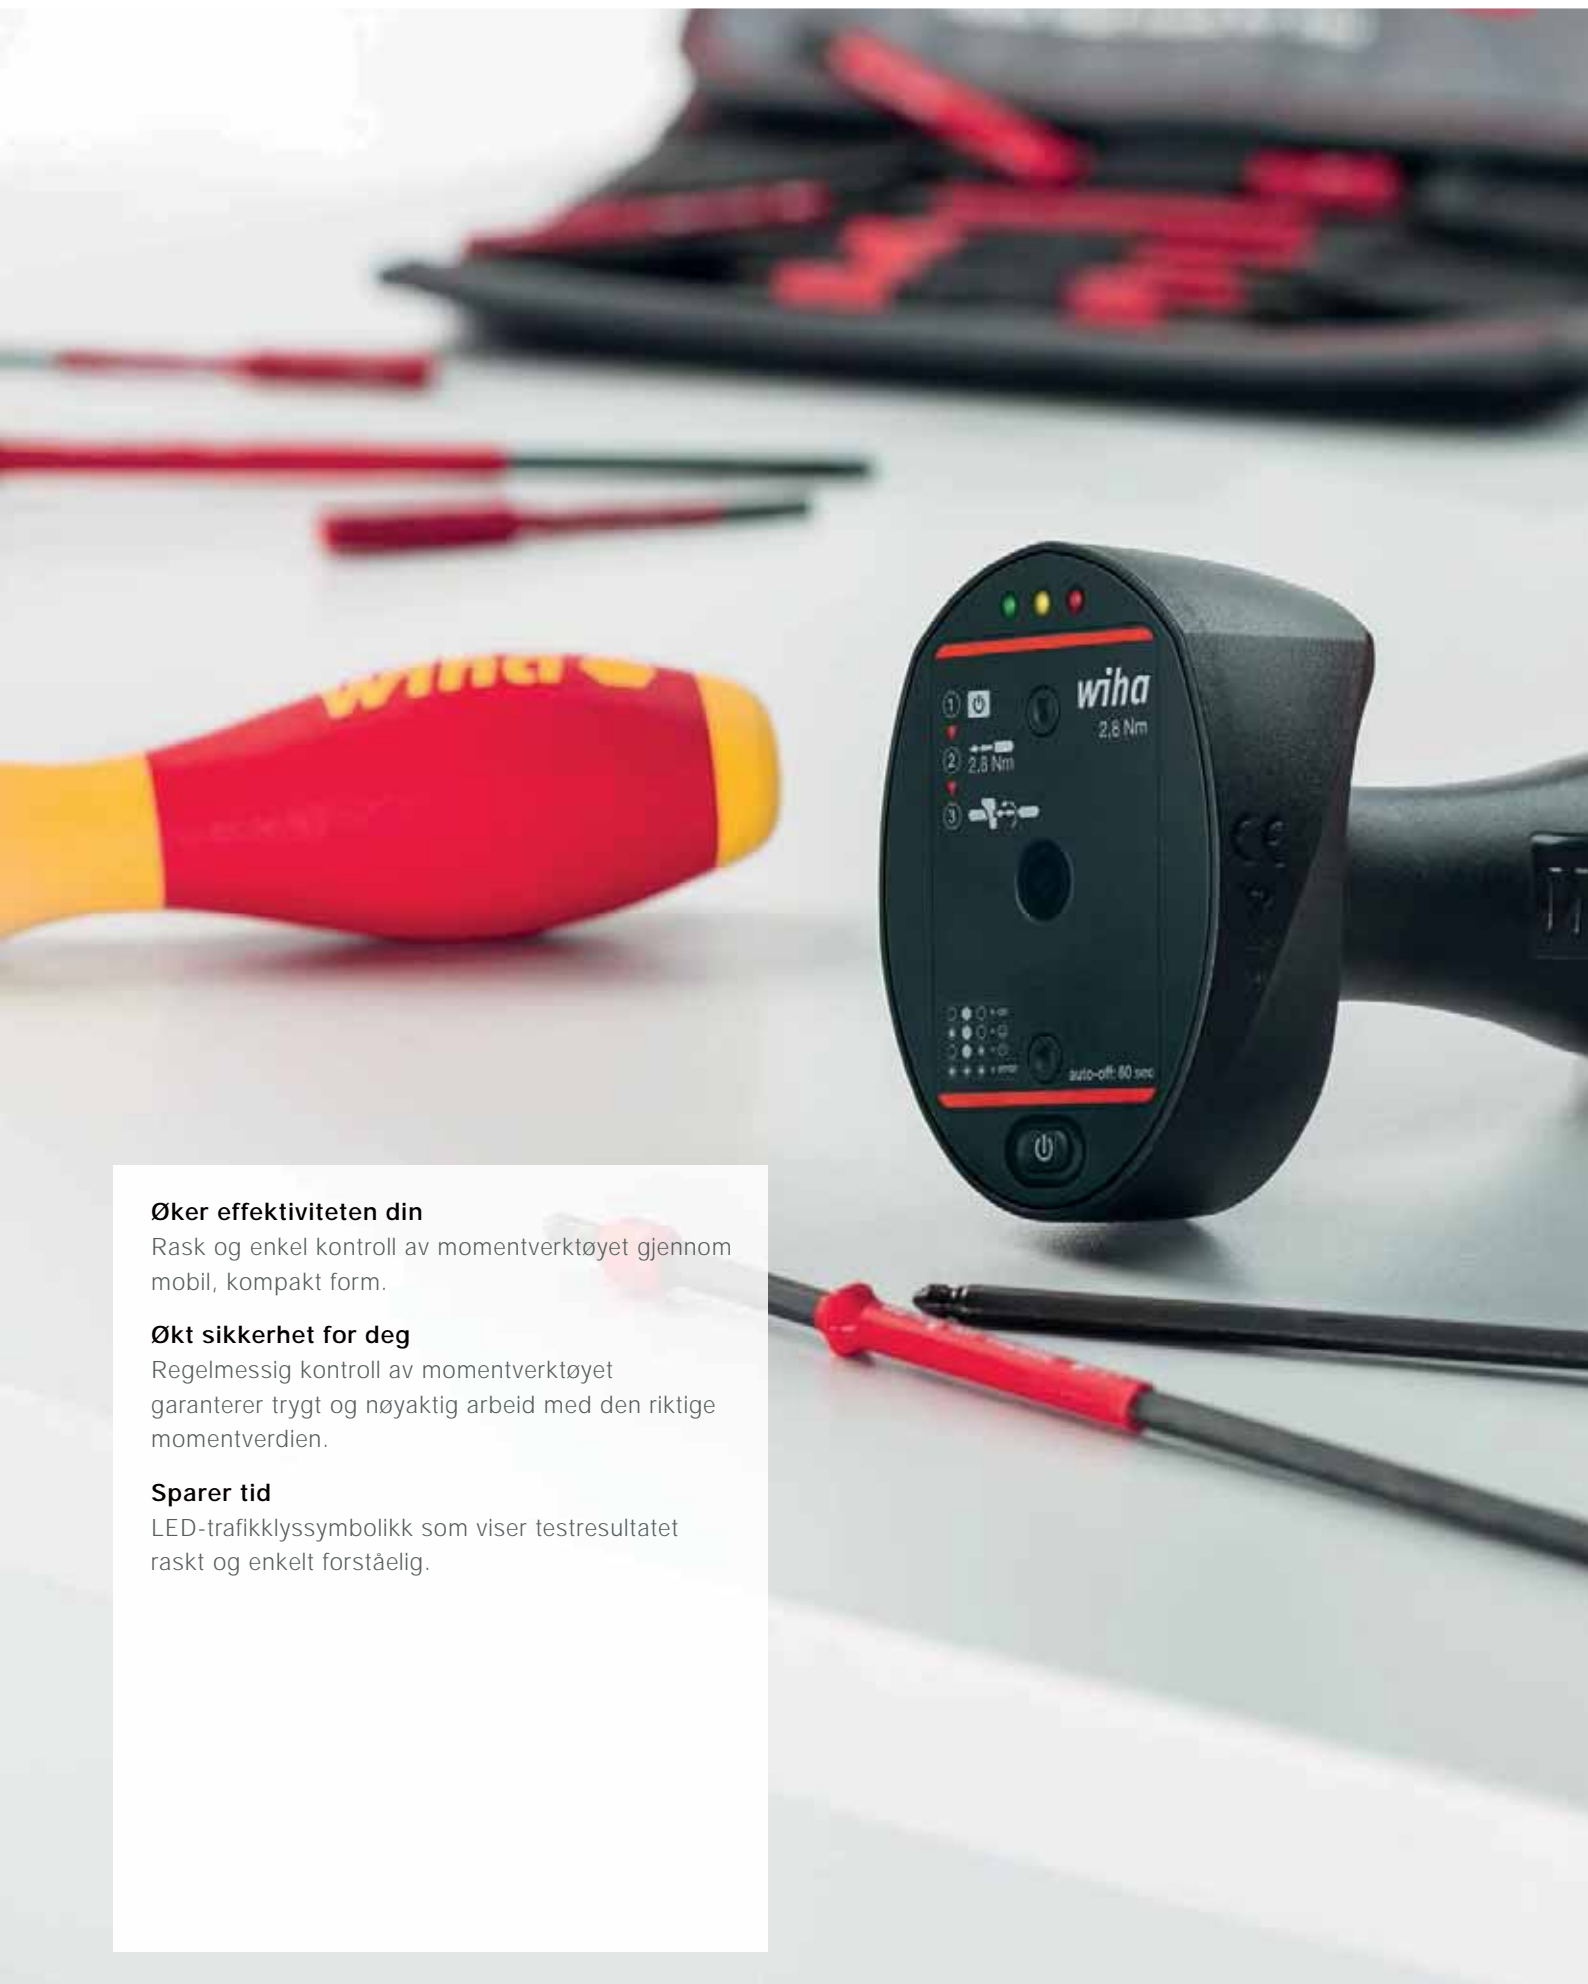 wiha
wiha
2,8 Nm
1
2
2,8 Nm
3
auto-off: 60 sec
Øker effektiviteten din
Rask og enkel kontroll av momentverktøyet gjennom
mobil, kompakt form.
Økt sikkerhet for deg
Regelmessig kontroll av momentverktøyet
garanterer trygt og nøyaktig arbeid med den riktige
momentverdien.
Sparer tid
LED-trafikklyssymbolikk som viser testresultatet
raskt og enkelt forståelig.